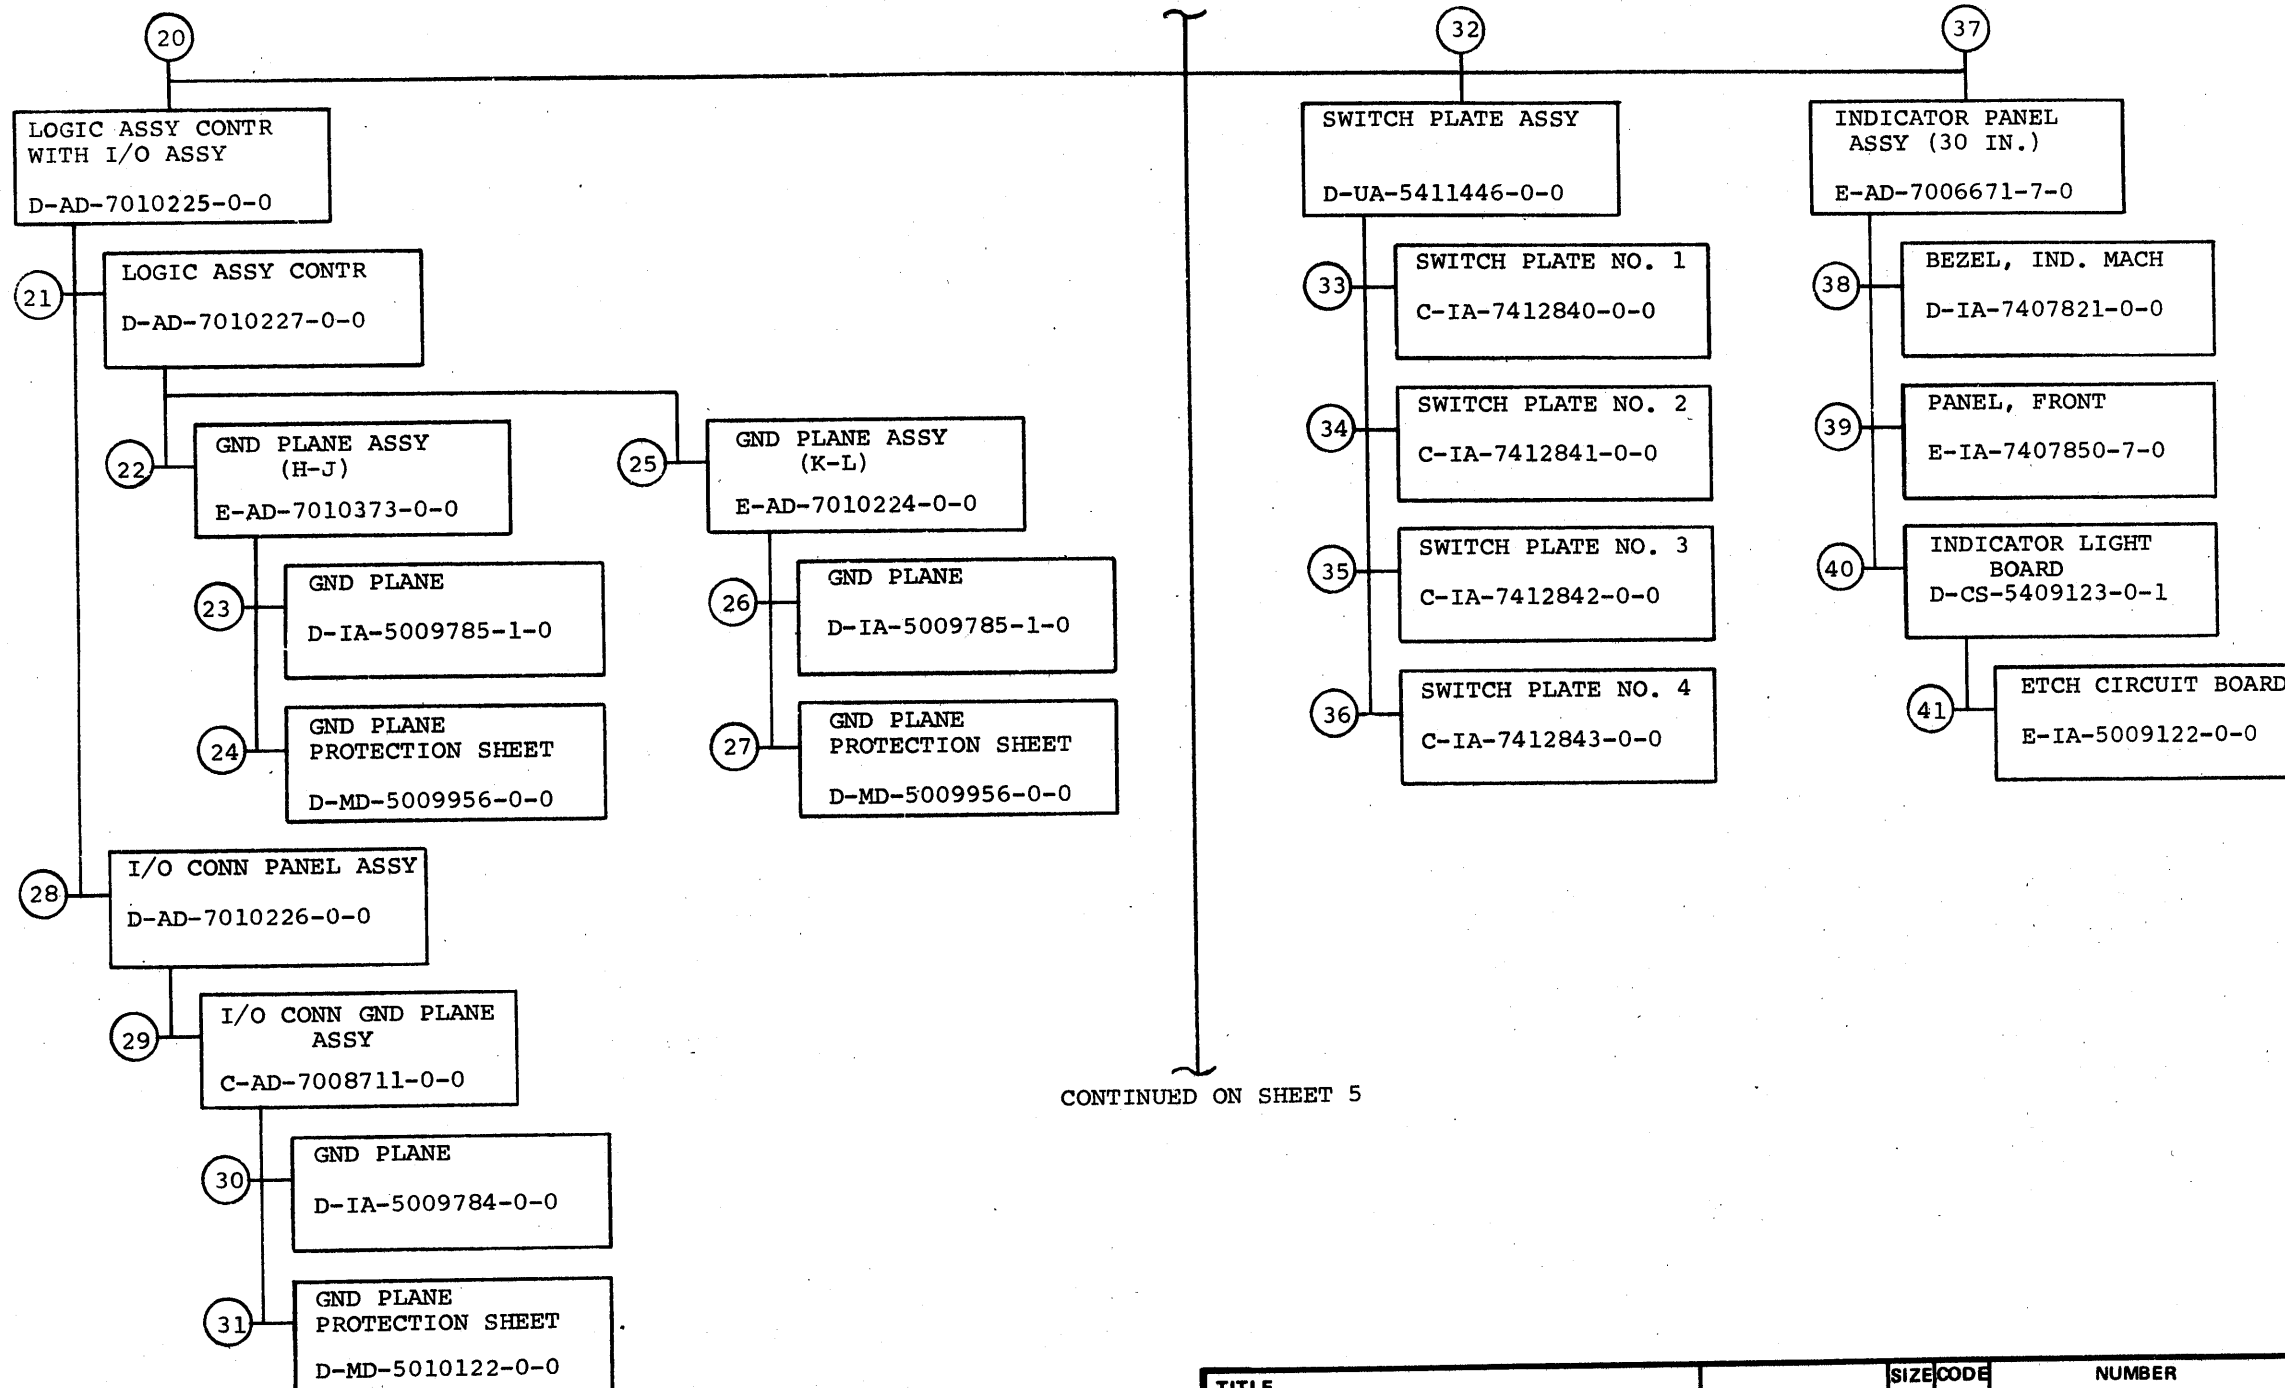 20
LOGIC ASSY CONTR
WITH I/O ASSY
D-AD-7010225-0-0
21
LOGIC ASSY CONTR
D-AD-7010227-0-0
22
GND PLANE ASSY
(H-J)
E-AD-7010373-0-0
23
GND PLANE
D-IA-5009785-1-0
24
GND PLANE
PROTECTION SHEET
D-MD-5009956-0-0
25
GND PLANE ASSY
(K-L)
E-AD-7010224-0-0
26
GND PLANE
D-IA-5009785-1-0
27
GND PLANE
PROTECTION SHEET
D-MD-5009956-0-0
28
I/O CONN PANEL ASSY
D-AD-7010226-0-0
29
I/O CONN GND PLANE
ASSY
C-AD-7008711-0-0
30
GND PLANE
D-IA-5009784-0-0
31
GND PLANE
PROTECTION SHEET
D-MD-5010122-0-0
32
SWITCH PLATE ASSY
D-UA-5411446-0-0
33
SWITCH PLATE NO. 1
C-IA-7412840-0-0
34
SWITCH PLATE NO. 2
C-IA-7412841-0-0
35
SWITCH PLATE NO. 3
C-IA-7412842-0-0
36
SWITCH PLATE NO. 4
C-IA-7412843-0-0
37
INDICATOR PANEL
ASSY (30 IN.)
E-AD-7006671-7-0
38
BEZEL, IND. MACH
D-IA-7407821-0-0
39
PANEL, FRONT
E-IA-7407850-7-0
40
INDICATOR LIGHT
BOARD
D-CS-5409123-0-1
41
ETCH CIRCUIT BOARD
E-IA-5009122-0-0
CONTINUED ON SHEET 5
TITLE
SIZE CODE NUMBER